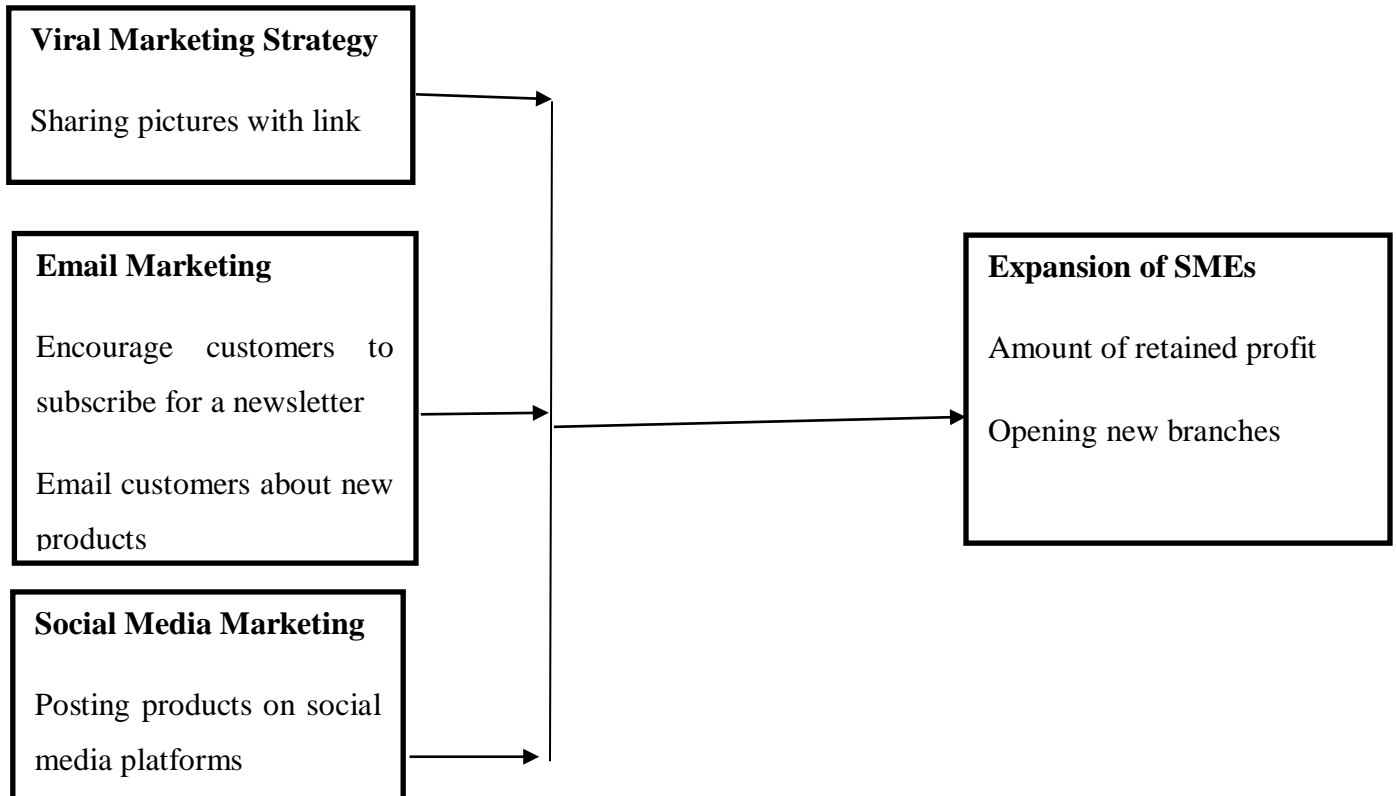 Viral Marketing Strategy
Sharing pictures with link
Email Marketing
Encourage customers to
subscribe for a newsletter
Email customers about new
products
Social Media Marketing
Posting products on social
media platforms
Expansion of SMEs
Amount of retained profit
Opening new branches